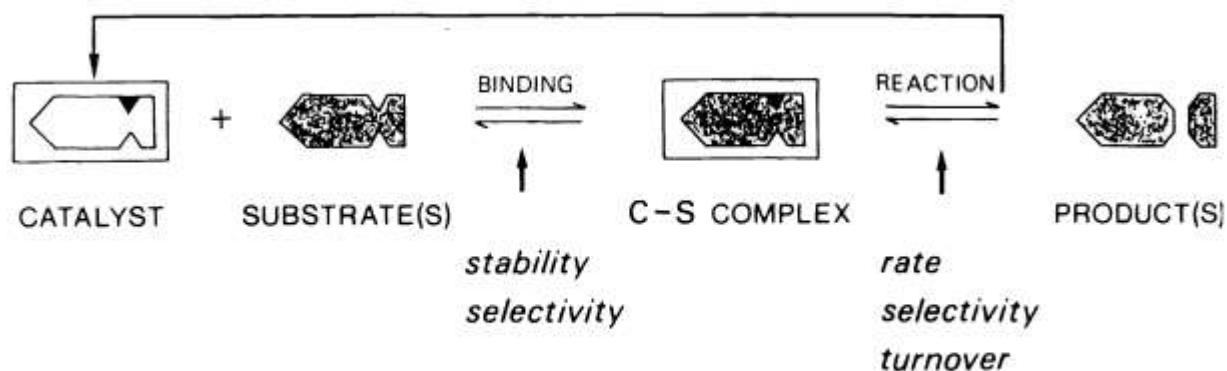 BINDING
REACTION
+
CATALYST
SUBSTRATE(S)
C-S COMPLEX
PRODUCT(S)
stability
selectivity
rate
selectivity
turnover